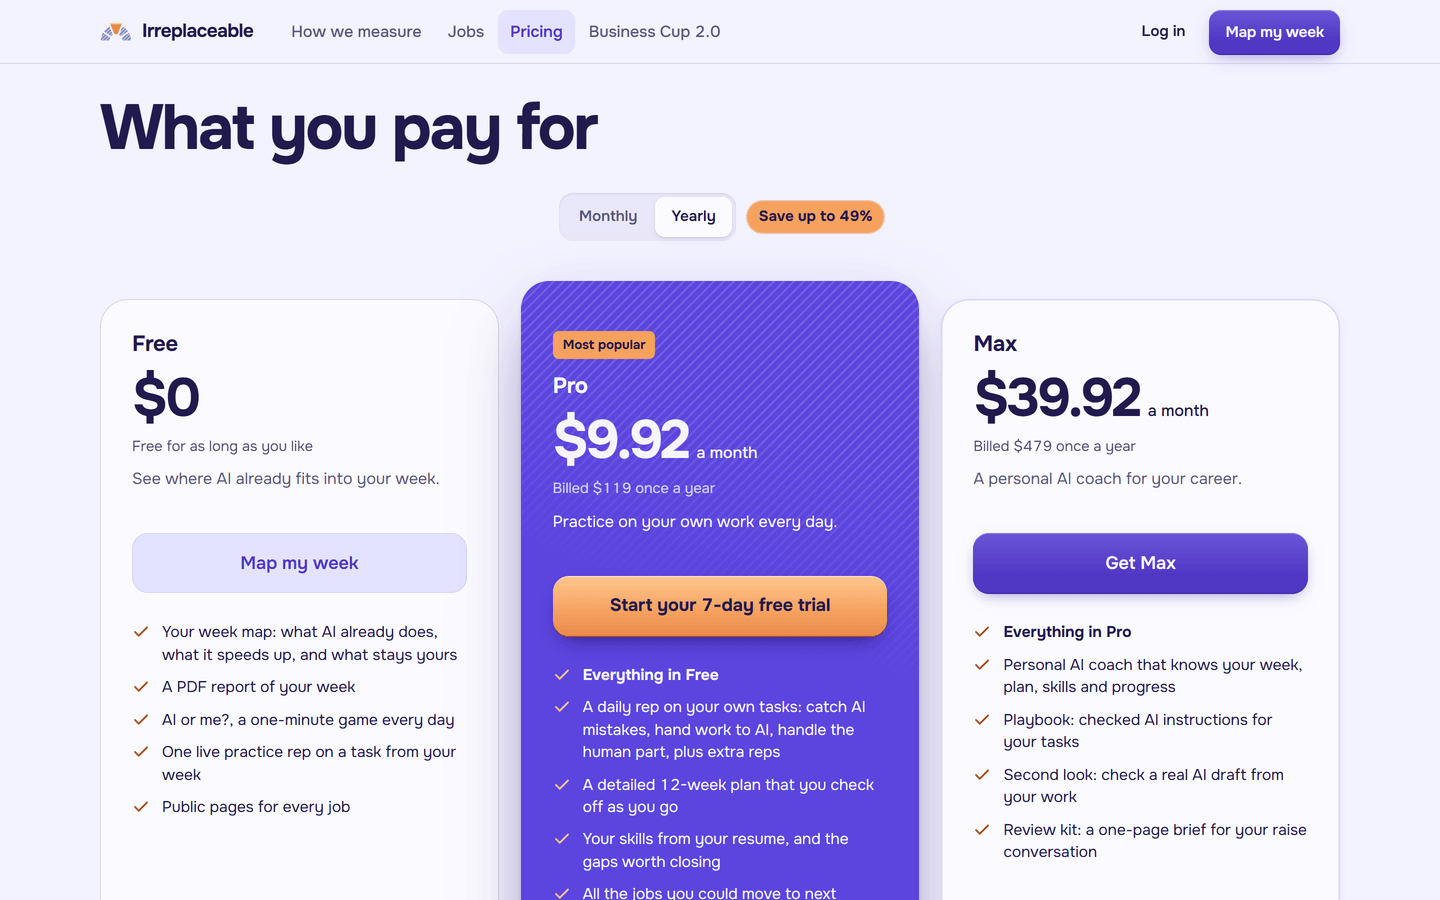 Irreplaceable
How we measure
Jobs
Pricing
Business Cup 2.0
Log in
Map my week
What you pay for
Monthly
Yearly
Save up to 49%
Free
$0
Free for as long as you like
See where AI already fits into your week.
Map my week
Your week map: what AI already does,
what it speeds up, and what stays yours
A PDF report of your week
AI or me?, a one-minute game every day
One live practice rep on a task from your
week
Public pages for every job
Most popular
Pro
$9.92 a month
Billed $119 once a year
Practice on your own work every day.
Start your 7-day free trial
Everything in Free
A daily rep on your own tasks: catch AI
mistakes, hand work to AI, handle the
human part, plus extra reps
A detailed 12-week plan that you check
off as you go
Your skills from your resume, and the
gaps worth closing
All the jobs you could move to next
Max
$39.92 a month
Billed $479 once a year
A personal AI coach for your career.
Get Max
Everything in Pro
Personal AI coach that knows your week,
plan, skills and progress
Playbook: checked AI instructions for
your tasks
Second look: check a real AI draft from
your work
Review kit: a one-page brief for your raise
conversation